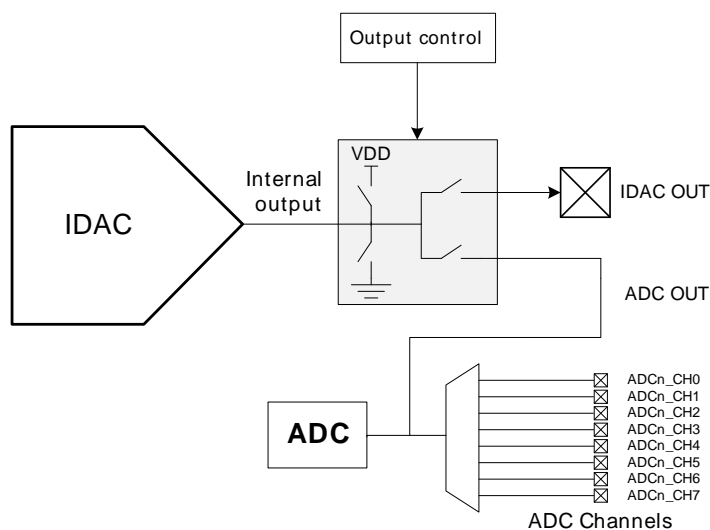 Output control
VDD
Internal
output
IDAC
IDAC OUT
ADC OUT
ADC
ADCn_CH0
ADCn_CH1
ADCn_CH2
ADCn_CH3
ADCn_CH4
ADCn_CH5
ADCn_CH6
ADCn_CH7
ADC Channels